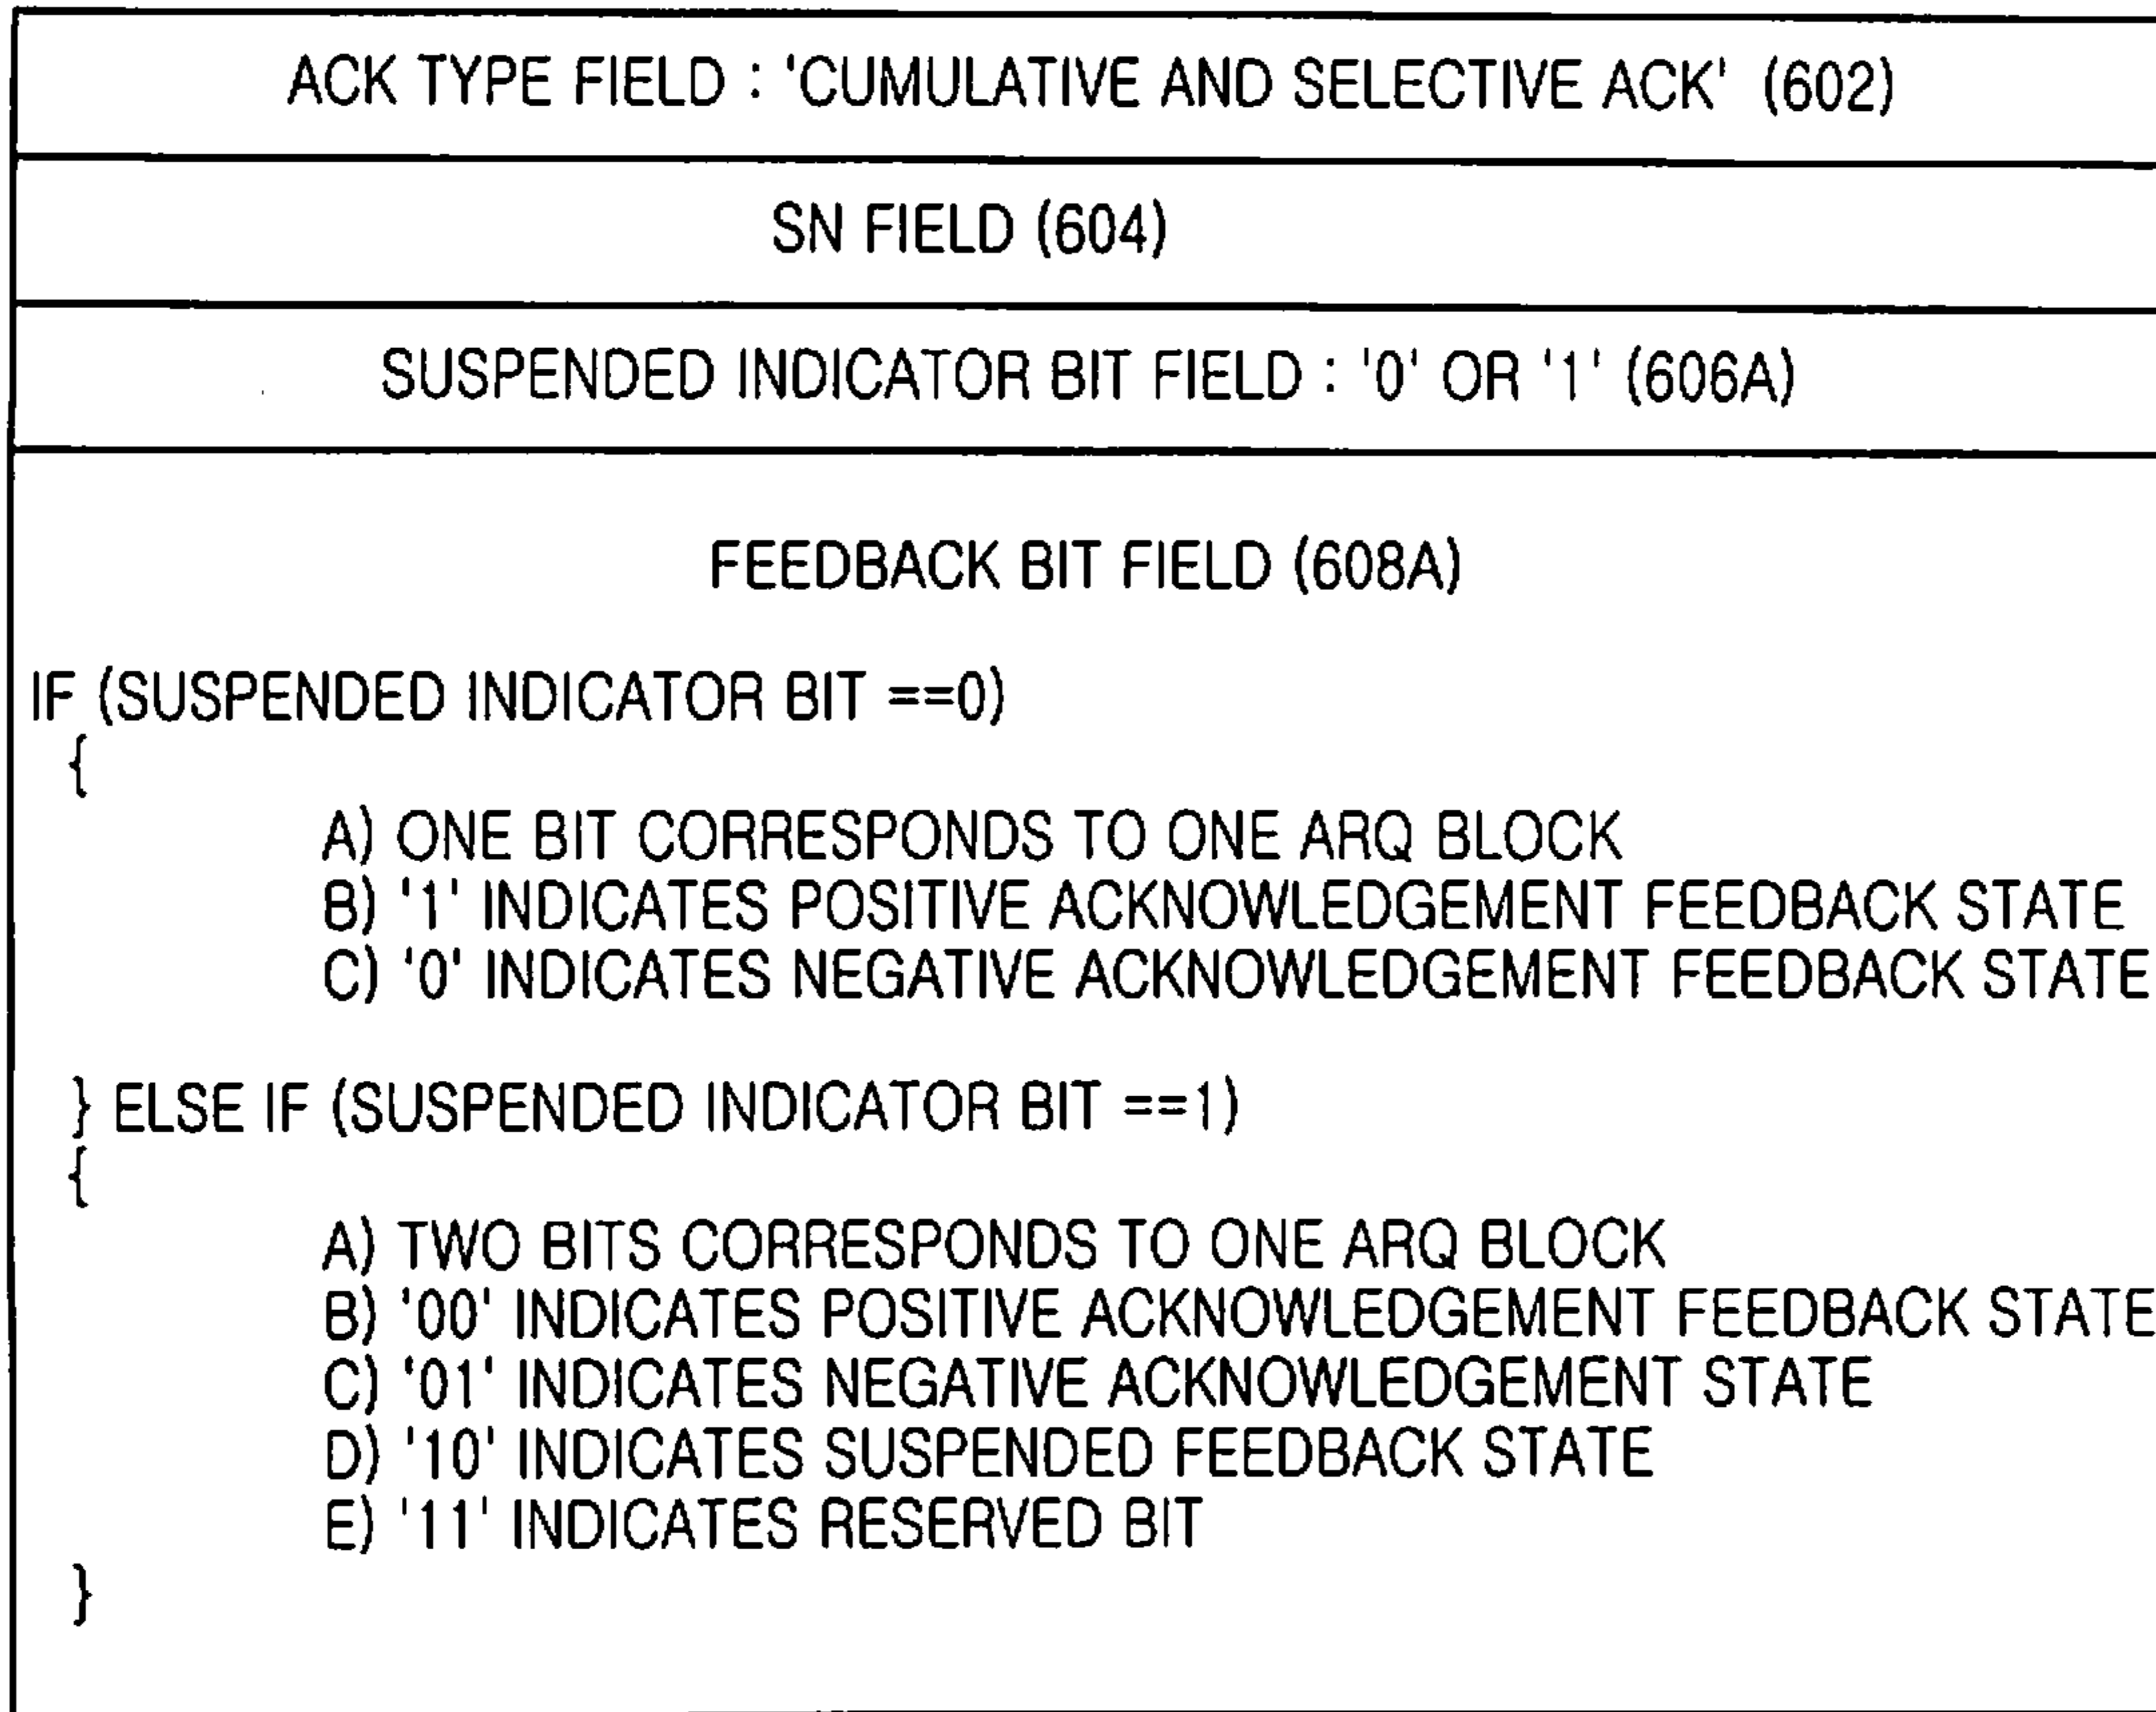 ACK TYPE FIELD : 'CUMULATIVE AND SELECTIVE ACK' (602)
SN FIELD (604)
SUSPENDED INDICATOR BIT FIELD : '0' OR '1' (606A)
FEEDBACK BIT FIELD (608A)
IF (SUSPENDED INDICATOR BIT ==0)
{
A) ONE BIT CORRESPONDS TO ONE ARQ BLOCK
B) '1' INDICATES POSITIVE ACKNOWLEDGEMENT FEEDBACK STATE
C) '0' INDICATES NEGATIVE ACKNOWLEDGEMENT FEEDBACK STATE
} ELSE IF (SUSPENDED INDICATOR BIT ==1)
{
A) TWO BITS CORRESPONDS TO ONE ARQ BLOCK
B) '00' INDICATES POSITIVE ACKNOWLEDGEMENT FEEDBACK STATE
C) '01' INDICATES NEGATIVE ACKNOWLEDGEMENT STATE
D) '10' INDICATES SUSPENDED FEEDBACK STATE
E) '11' INDICATES RESERVED BIT
}